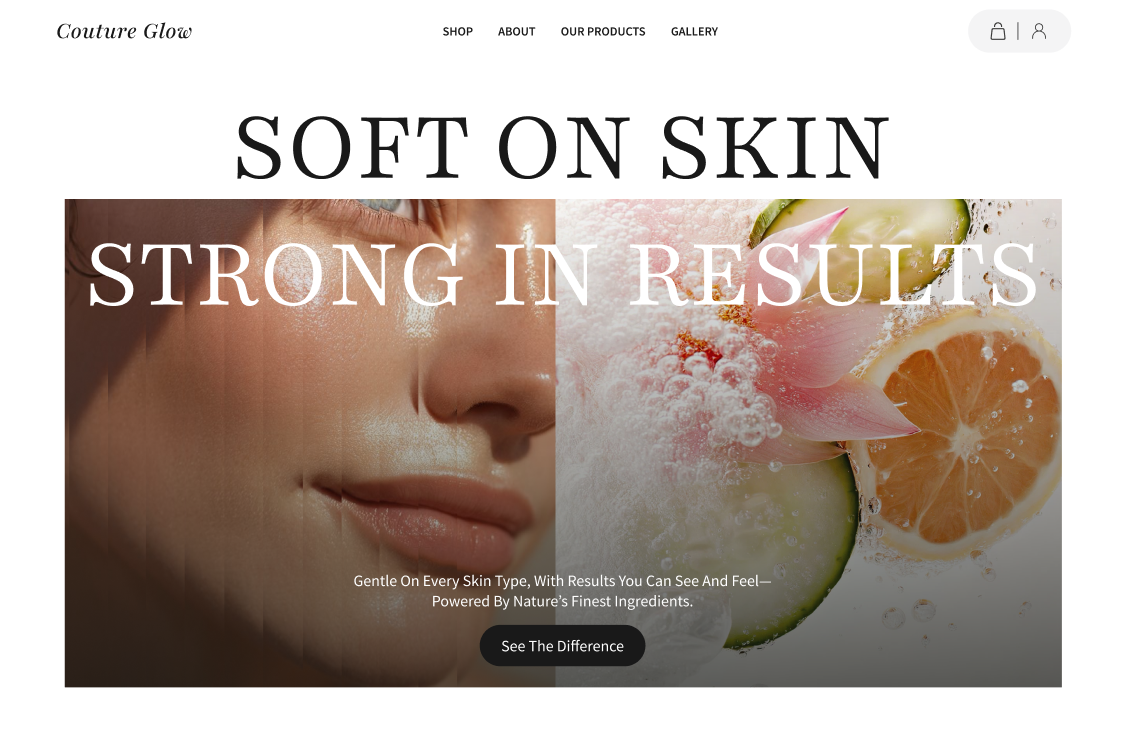 Couture Glow
SHOP ABOUT OUR PRODUCTS GALLERY
SOFT ON SKIN
STRONG IN RESULTS
Gentle On Every Skin Type, With Results You Can See And Feel—
Powered By Nature’s Finest Ingredients.
See The Difference